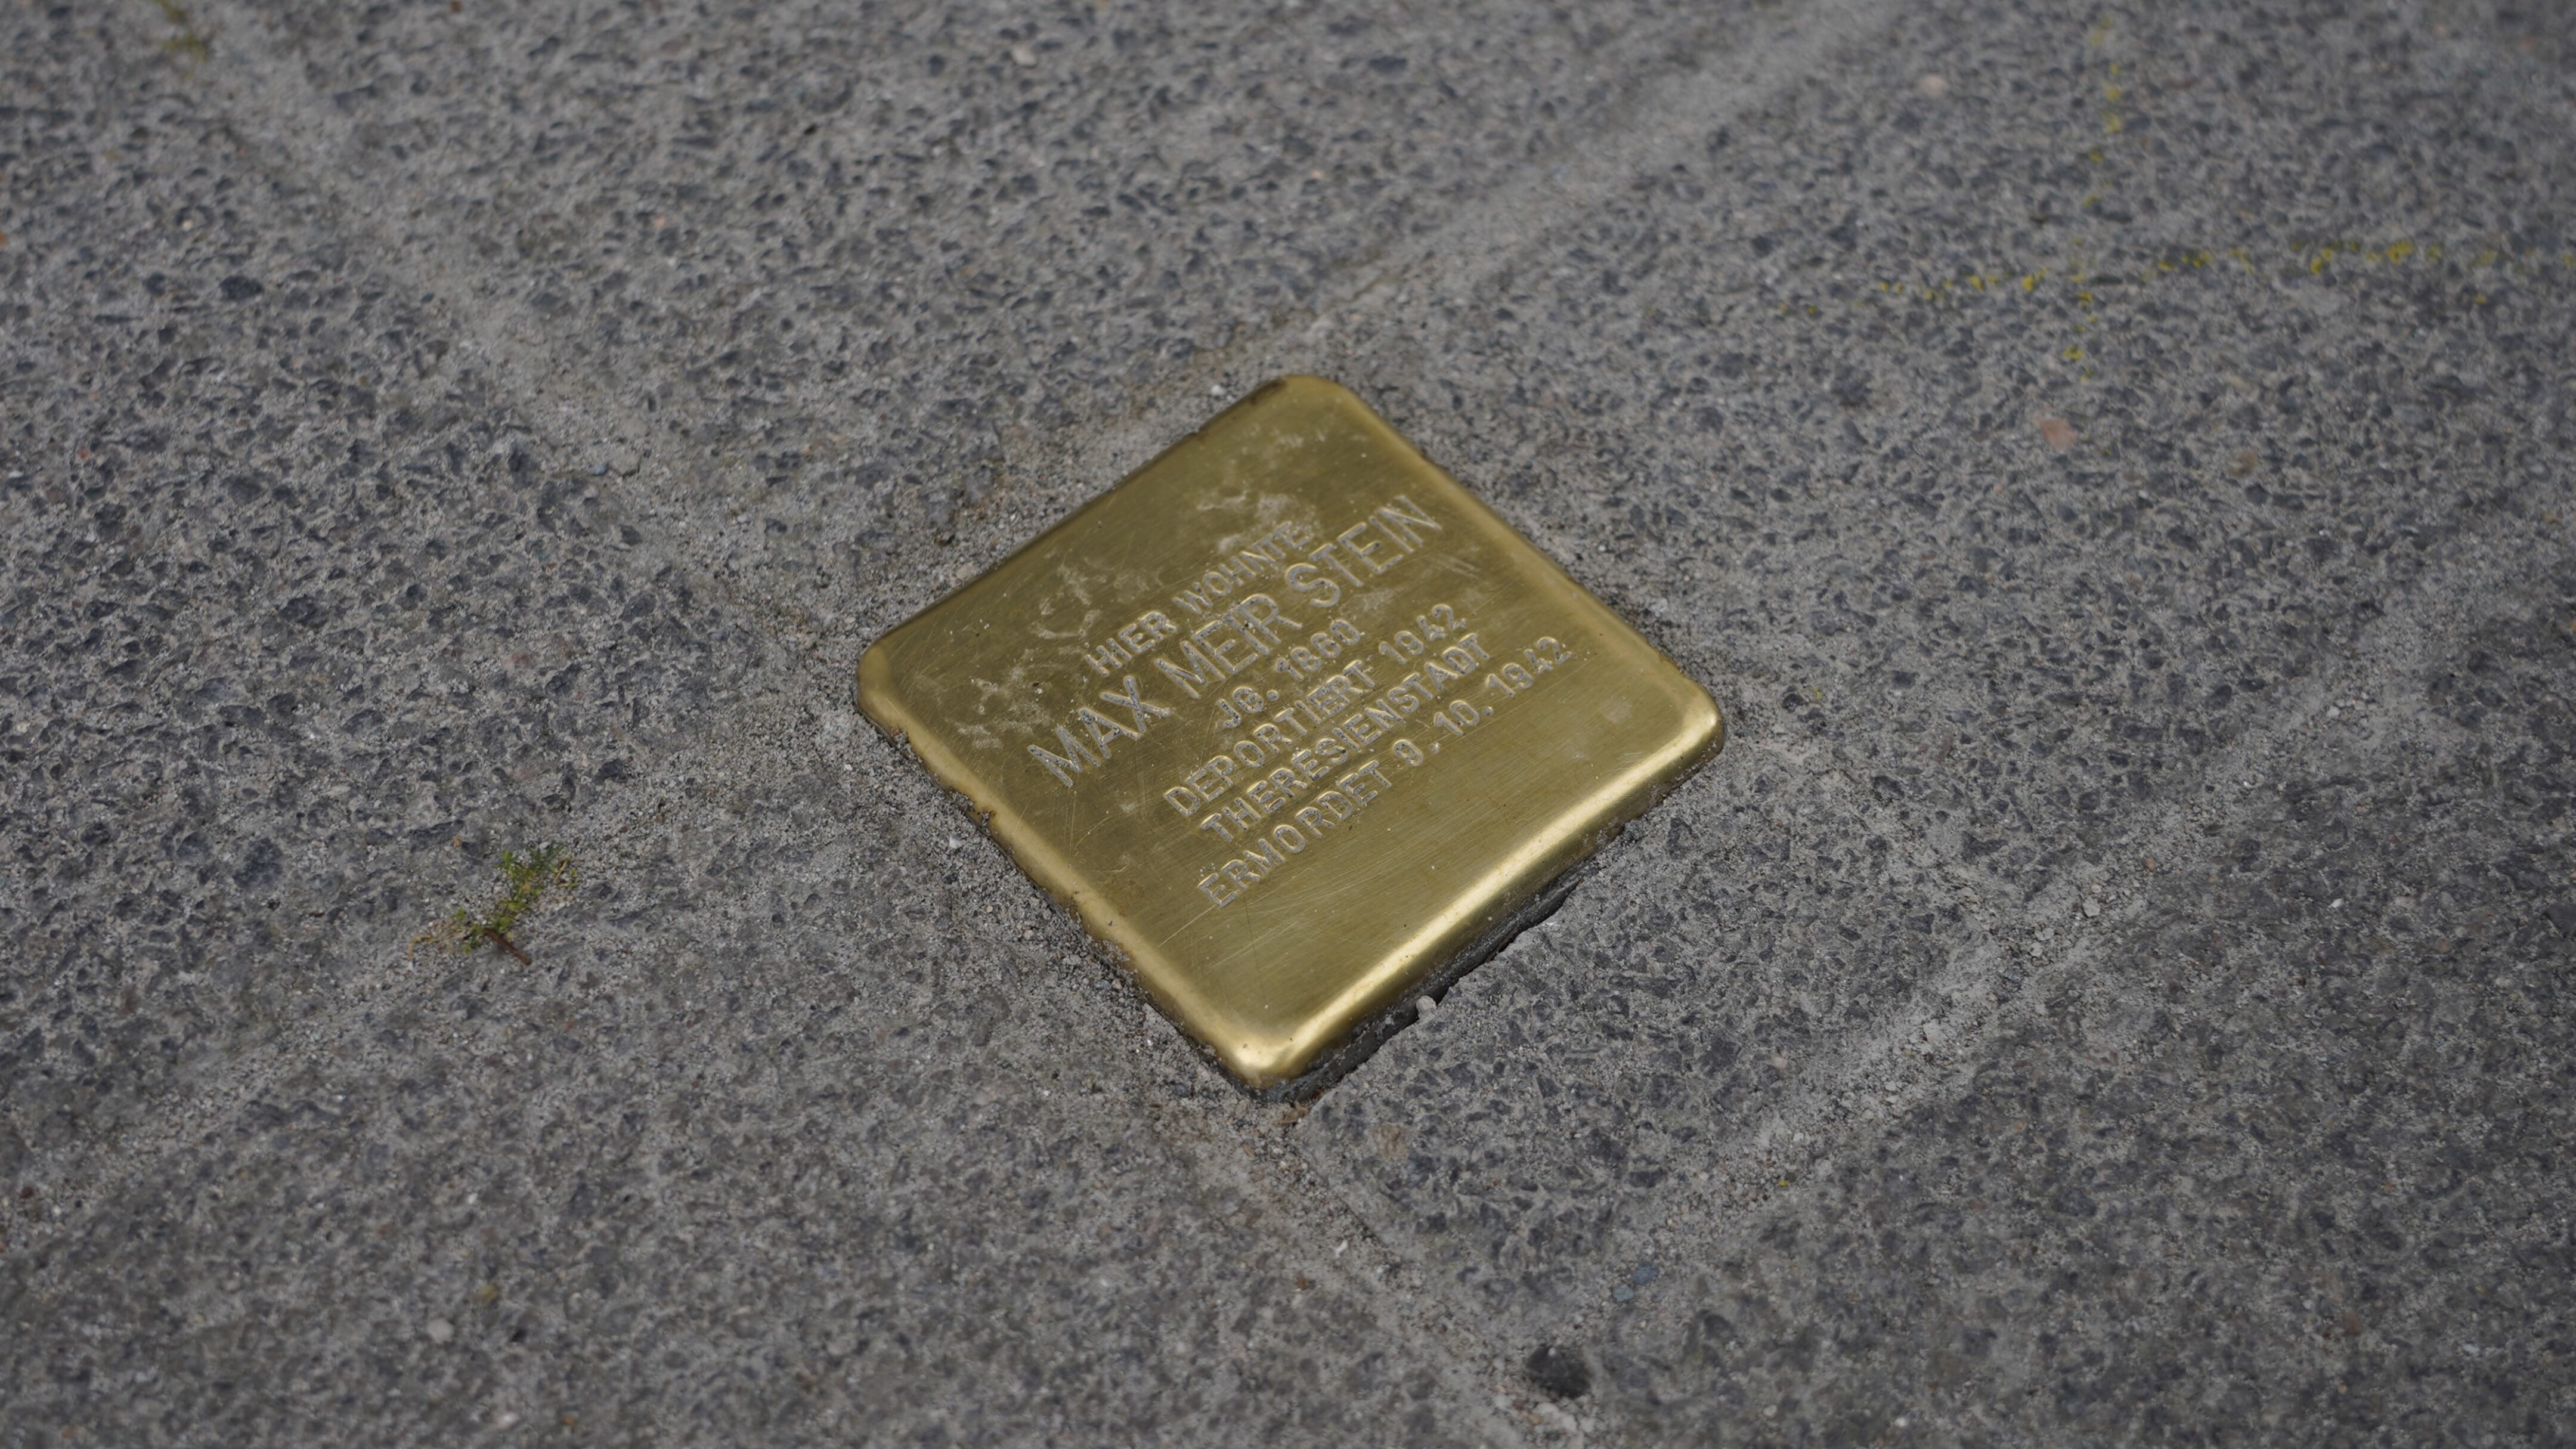 HIER WOHNTE
MAX MEIR STEIN
JG. 1860
DEPORTIERT 1942
THERESIENSTADT
ERMORDET 9.10.1942